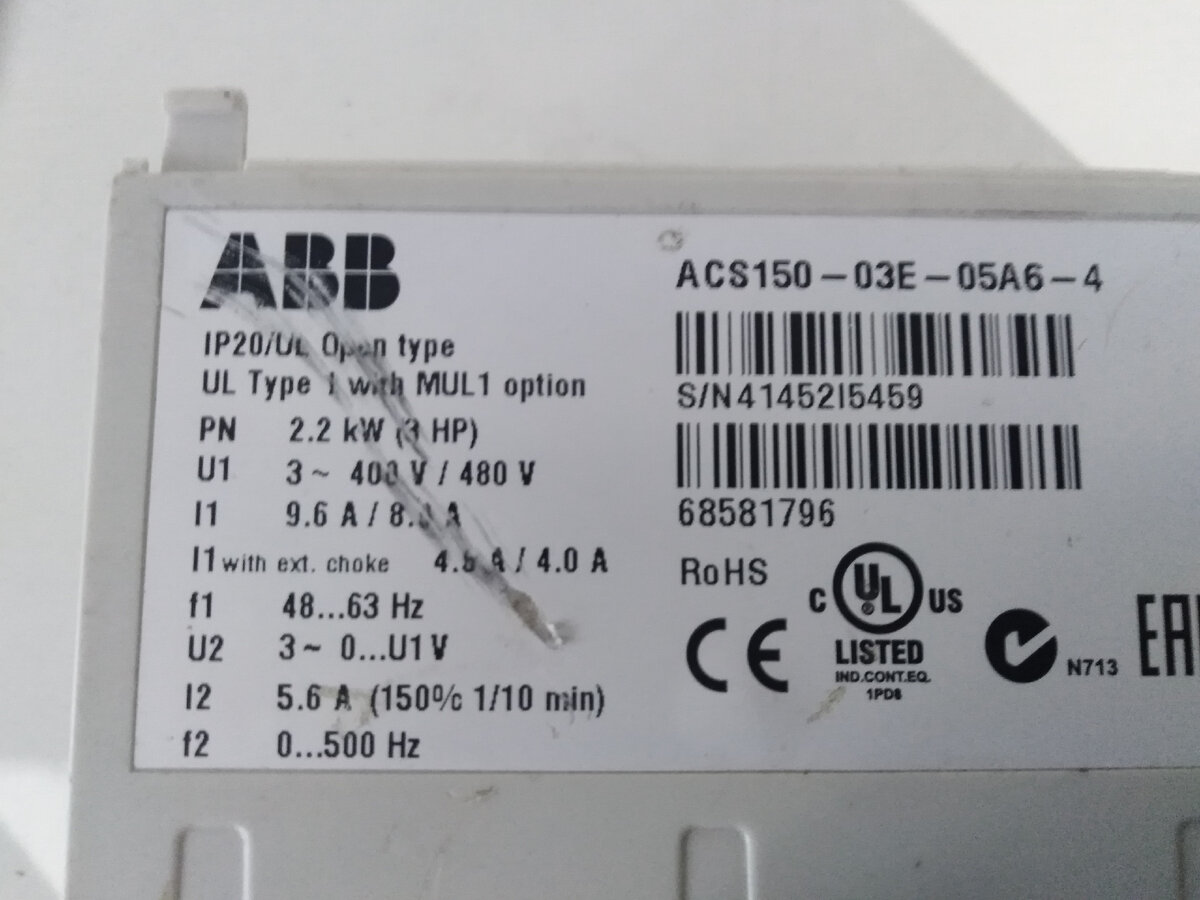 ABB
IP20/UL Open type
UL Type 1 with MUL1 option
PN 2.2 kW (3 HP)
U1 3~ 400 V / 480 V
I1 9.6 A / A
I1 with ext. choke / 4.0 A
f1 48...63 Hz
U2 3~ 0...U1 V
I2 5.6 A (150% 1/10 min)
f2 0...500 Hz
ACS150-03E-05A6-4
S/N 41452I5459
68581796
RoHS
CE
C UL US
®
LISTED
IND.CONT.EQ.
1PD8
N713
EAC